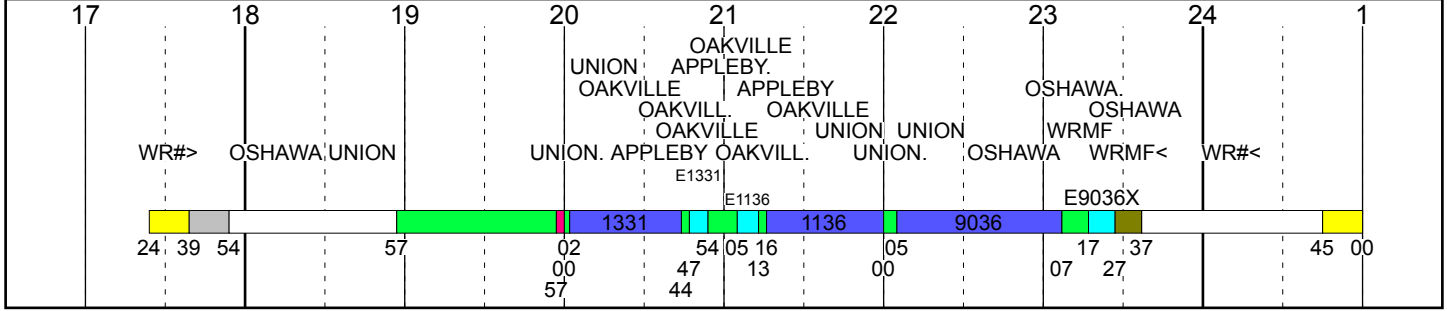 17 18 19 20 21 22 23 24 1
OAKVILLE
UNION APPLEBY.
OAKVILLE APPLEBY OSHAWA.
OAKVILL. OAKVILLE OSHAWA
OAKVILLE UNION UNION WRMF
WR#> OSHAWA UNION UNION. APPLEBY OAKVILL. UNION. OSHAWA WRMF< WR#<
E1331
E1136 E9036X
1331 1136 9036
24 39 54 57 02 54 05 16 05 17 37 45 00
00 47 13 00 07 27
57 44